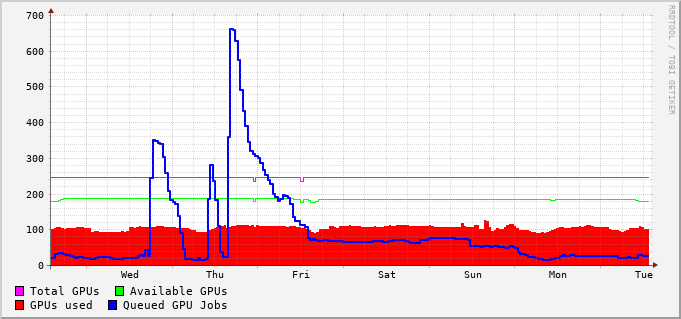 700
600
500
400
300
200
100
0
Wed Thu Fri Sat Sun Mon Tue
Total GPUs Available GPUs
GPUs used Queued GPU Jobs
RRDTOOL / TOBI OETIKER